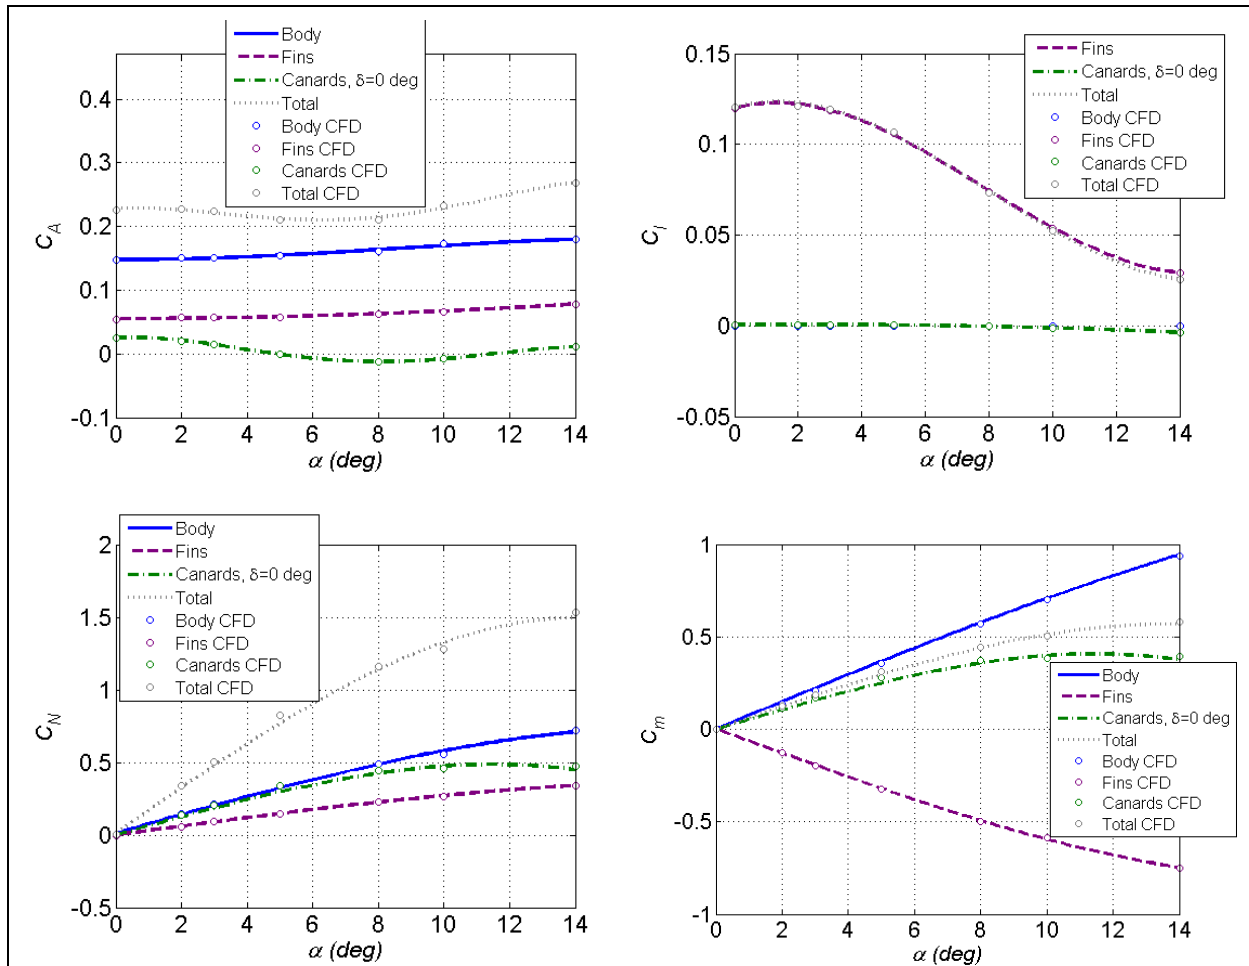 Body
Fins
Canards, δ=0 deg
Total
Body CFD
Fins CFD
Canards CFD
Total CFD
0.4
0.3
0.2
0.1
0
-0.1
C_A
0 2 4 6 8 10 12 14
α (deg)
Fins
Canards, δ=0 deg
Total
Body CFD
Fins CFD
Canards CFD
Total CFD
0.15
0.1
0.05
0
-0.05
C_l
0 2 4 6 8 10 12 14
α (deg)
Body
Fins
Canards, δ=0 deg
Total
Body CFD
Fins CFD
Canards CFD
Total CFD
2
1.5
1
0.5
0
-0.5
C_N
0 2 4 6 8 10 12 14
α (deg)
Body
Fins
Canards, δ=0 deg
Total
Body CFD
Fins CFD
Canards CFD
Total CFD
1
0.5
0
-0.5
-1
C_m
0 2 4 6 8 10 12 14
α (deg)